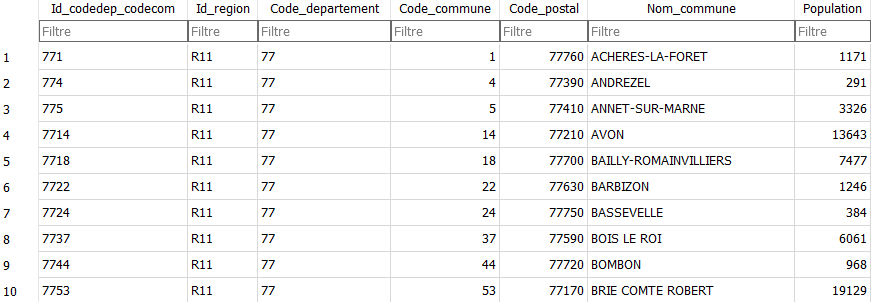 Id_codedep_codecom Id_region Code_departement Code_commune Code_postal Nom_commune Population
Filtre Filtre Filtre Filtre Filtre Filtre Filtre
1 771 R11 77 1 77760 ACHERES-LA-FORET 1171
2 774 R11 77 4 77390 ANDREZEL 291
3 775 R11 77 5 77410 ANNET-SUR-MARNE 3326
4 7714 R11 77 14 77210 AVON 13643
5 7718 R11 77 18 77700 BAILLY-ROMAINVILLIERS 7477
6 7722 R11 77 22 77630 BARBIZON 1246
7 7724 R11 77 24 77750 BASSEVELLE 384
8 7737 R11 77 37 77590 BOIS LE ROI 6061
9 7744 R11 77 44 77720 BOMBON 968
10 7753 R11 77 53 77170 BRIE COMTE ROBERT 19129